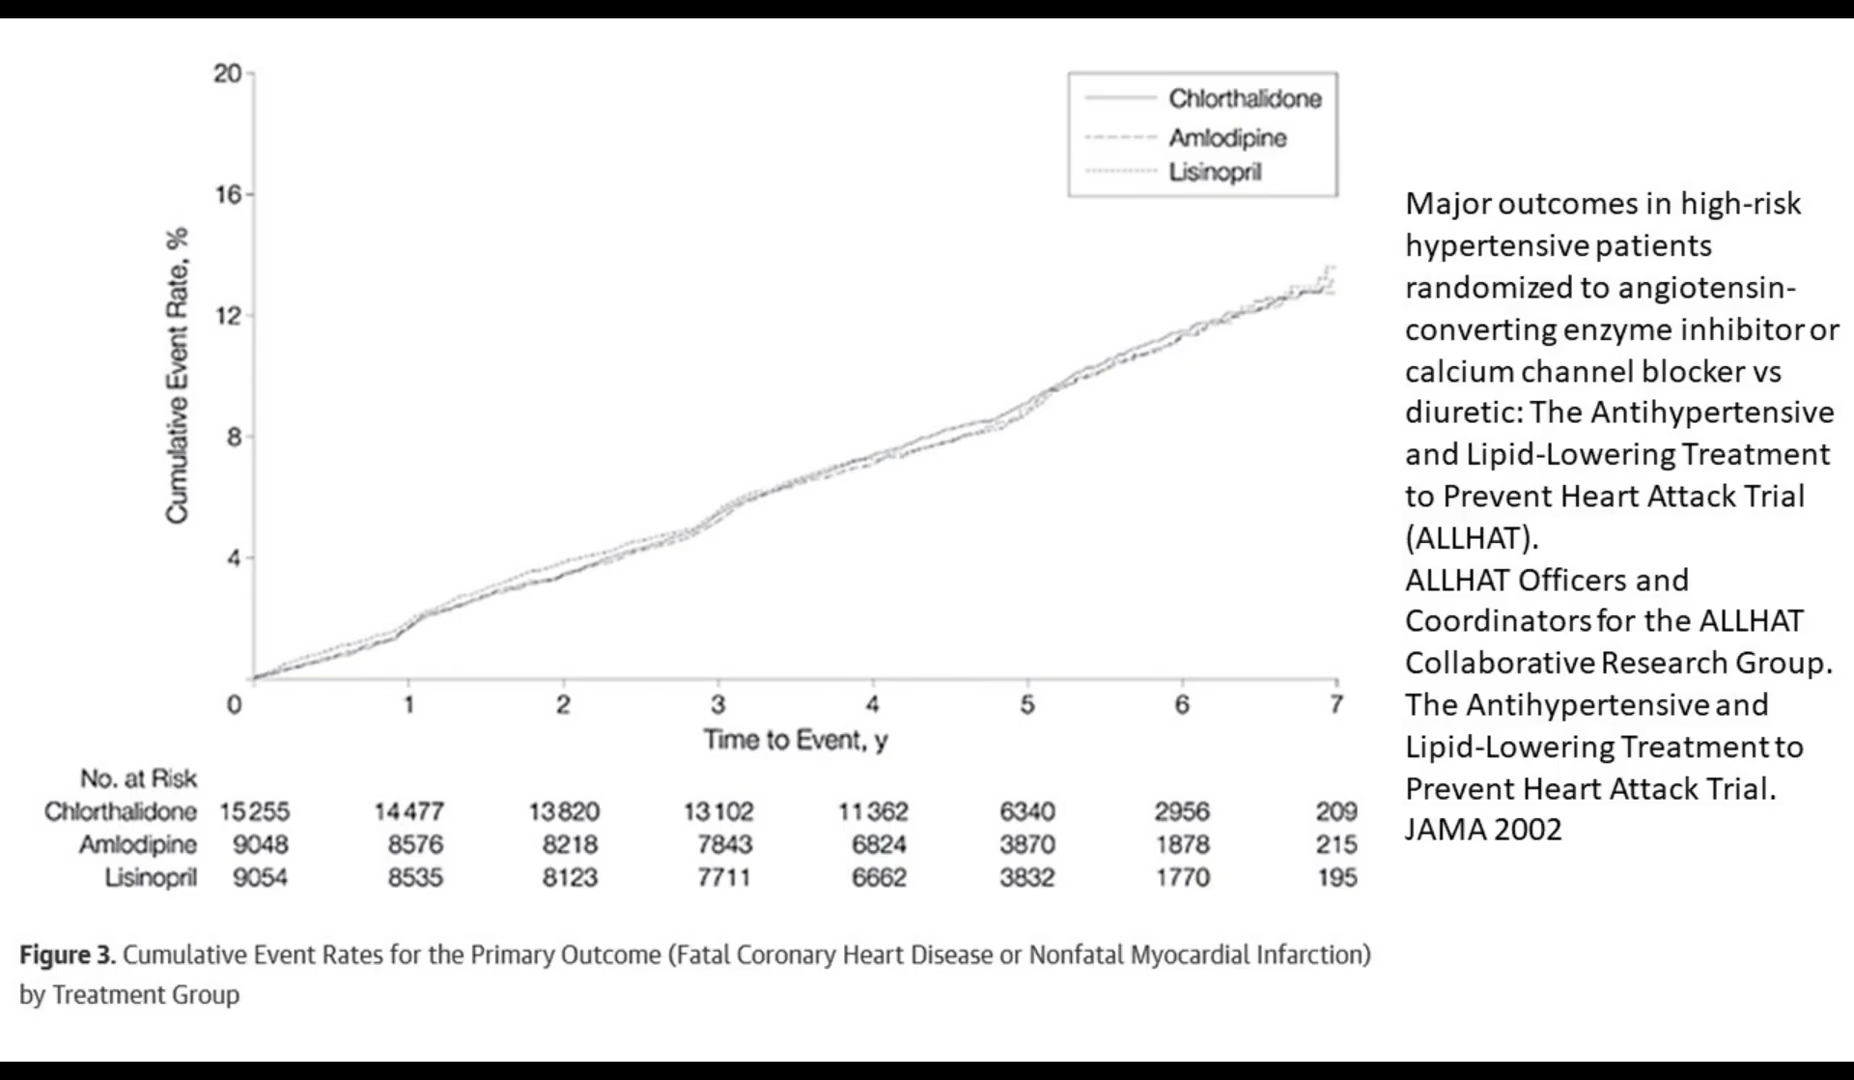 20
16
12
8
4
Cumulative Event Rate, %
Chlorthalidone
Amlodipine
Lisinopril
0 1 2 3 4 5 6 7
Time to Event, y
No. at Risk
Chlorthalidone 15255 14477 13820 13102 11362 6340 2956 209
Amlodipine 9048 8576 8218 7843 6824 3870 1878 215
Lisinopril 9054 8535 8123 7711 6662 3832 1770 195
Figure 3. Cumulative Event Rates for the Primary Outcome (Fatal Coronary Heart Disease or Nonfatal Myocardial Infarction)
by Treatment Group
Major outcomes in high-risk
hypertensive patients
randomized to angiotensin-
converting enzyme inhibitor or
calcium channel blocker vs
diuretic: The Antihypertensive
and Lipid-Lowering Treatment
to Prevent Heart Attack Trial
(ALLHAT).
ALLHAT Officers and
Coordinators for the ALLHAT
Collaborative Research Group.
The Antihypertensive and
Lipid-Lowering Treatment to
Prevent Heart Attack Trial.
JAMA 2002